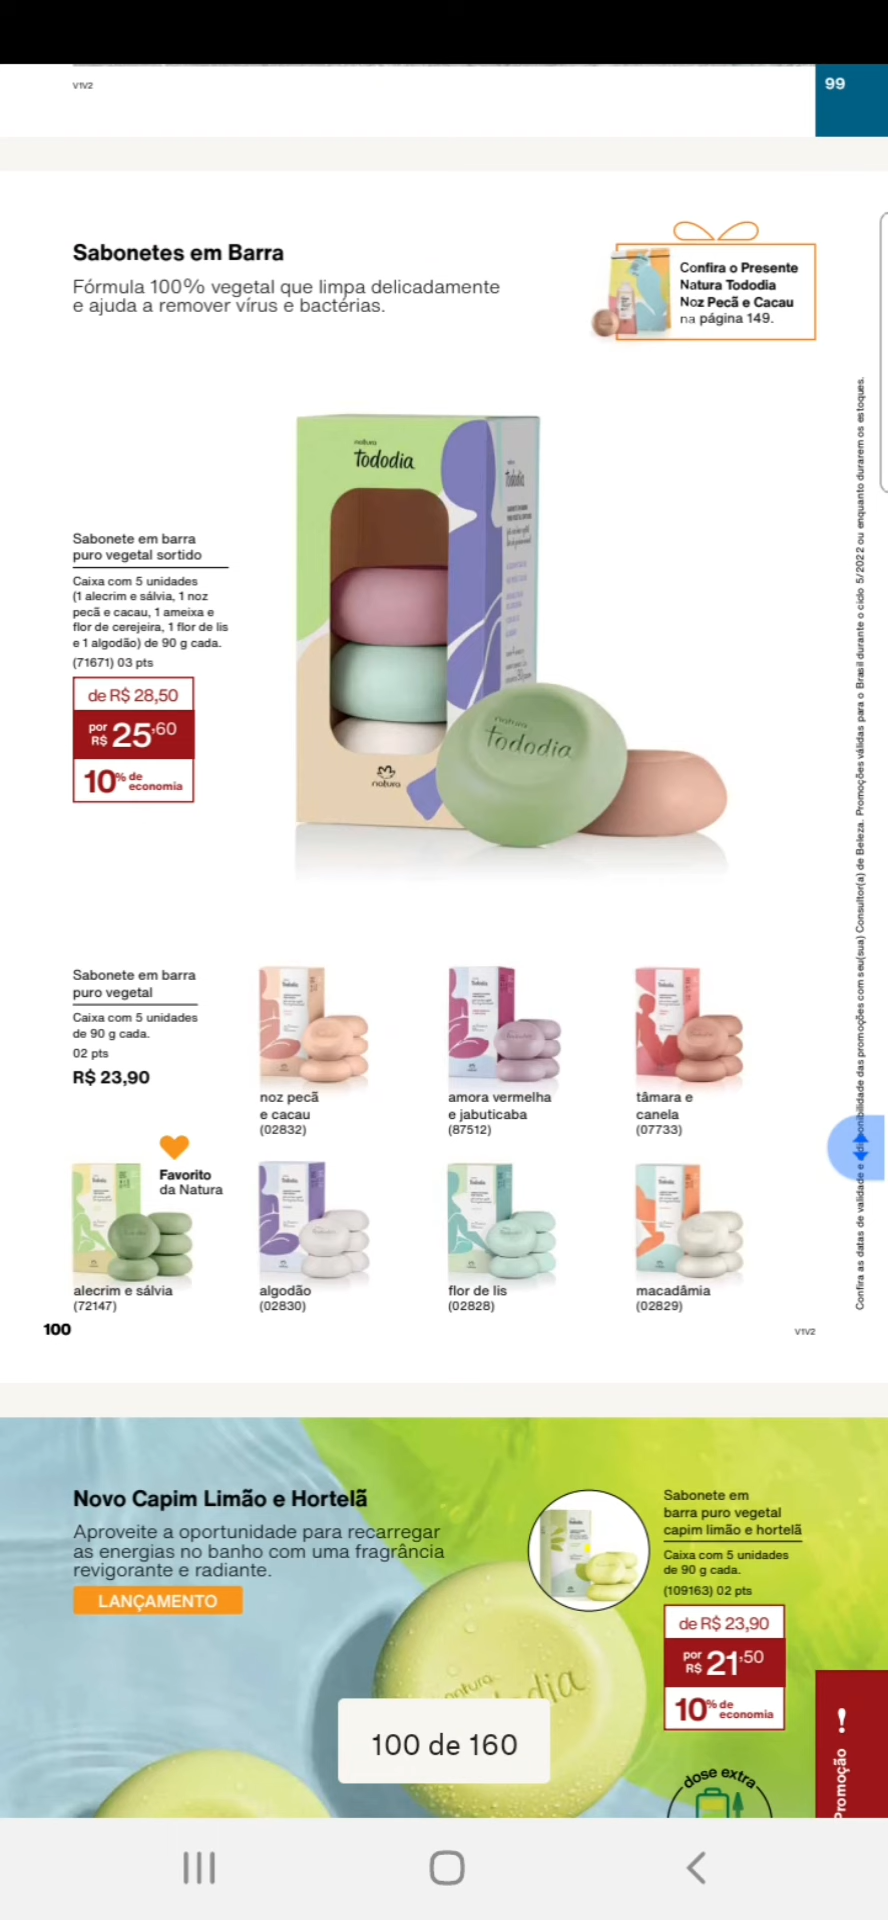 V1V2
99
Sabonetes em Barra
Fórmula 100% vegetal que limpa delicadamente
e ajuda a remover vírus e bactérias.
Confira o Presente
Natura Tododia
Noz Pecã e Cacau
na página 149.
natura
Tododia
Tododia
natura
natura
Tododia
Sabonete em barra
puro vegetal sortido
Caixa com 5 unidades
(1 alecrim e sálvia, 1 noz
pecã e cacau, 1 ameixa e
flor de cerejeira, 1 flor de lis
e 1 algodão) de 90 g cada.
(71671) 03 pts
de R$ 28,50
por R$ 25,60
10% de economia
Confira as datas de validade e a disponibilidade das promoções com seu(sua) Consultor(a) de Beleza. Promoções válidas para o Brasil durante o ciclo 5/2022 ou enquanto durarem os estoques.
Sabonete em barra
puro vegetal
Caixa com 5 unidades
de 90 g cada.
02 pts
R$ 23,90
noz pecã
e cacau
(02832)
amora vermelha
e jabuticaba
(87512)
tâmara e
canela
(07733)
Favorito
da Natura
alecrim e sálvia
(72147)
algodão
(02830)
flor de lis
(02828)
macadâmia
(02829)
100
V1V2
Novo Capim Limão e Hortelã
Aproveite a oportunidade para recarregar
as energias no banho com uma fragrância
revigorante e radiante.
LANÇAMENTO
Sabonete em
barra puro vegetal
capim limão e hortelã
Caixa com 5 unidades
de 90 g cada.
(109163) 02 pts
de R$ 23,90
por R$ 21,50
10% de economia
natura
dia
100 de 160
dose extra
Promoção !